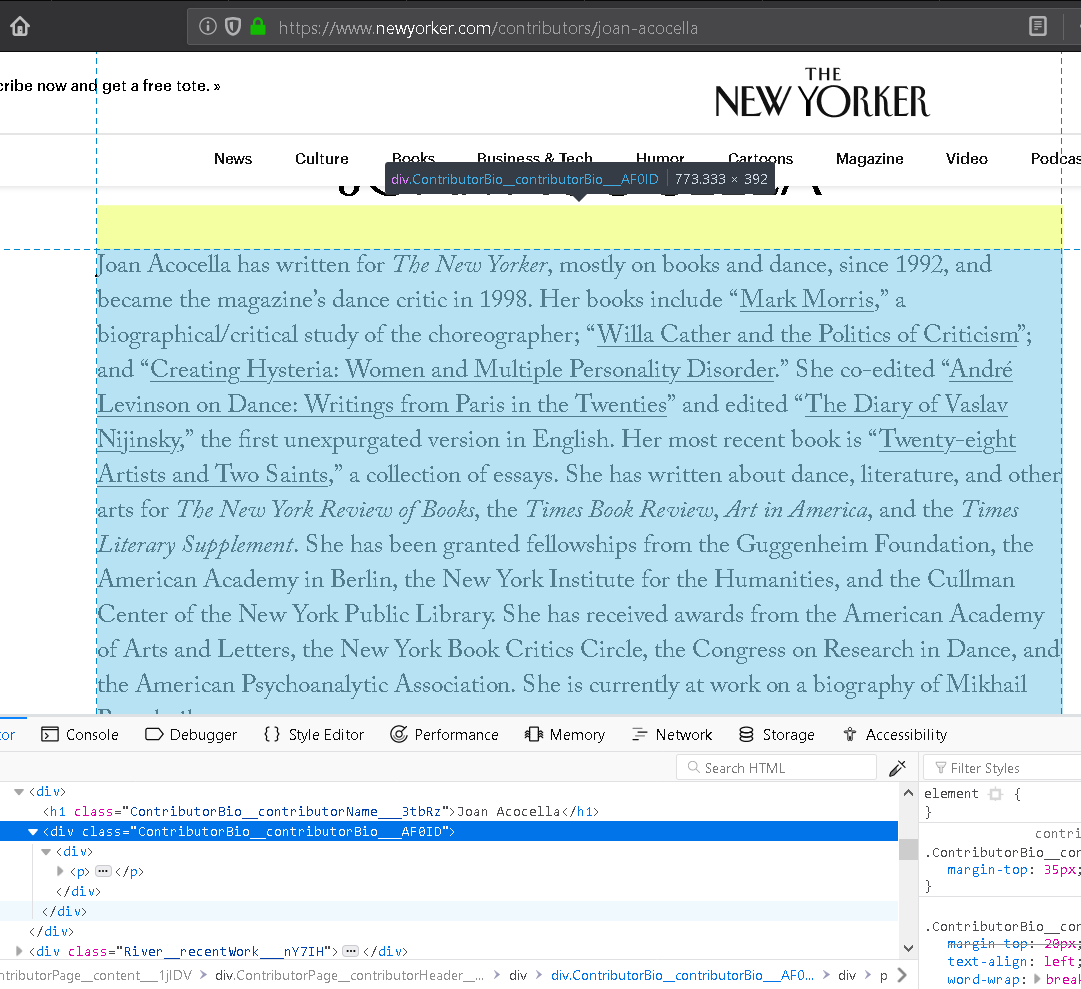 https://www.newyorker.com/contributors/joan-acocella
cribe now and get a free tote. »
THE
NEW YORKER
News Culture Books Business & Tech Humor Cartoons Magazine Video Podcas
div.ContributorBio__contributorBio___AF0ID 773.333 × 392
Joan Acocella has written for The New Yorker, mostly on books and dance, since 1992, and
became the magazine’s dance critic in 1998. Her books include “Mark Morris,” a
biographical/critical study of the choreographer; “Willa Cather and the Politics of Criticism”;
and “Creating Hysteria: Women and Multiple Personality Disorder.” She co-edited “André
Levinson on Dance: Writings from Paris in the Twenties” and edited “The Diary of Vaslav
Nijinsky,” the first unexpurgated version in English. Her most recent book is “Twenty-eight
Artists and Two Saints,” a collection of essays. She has written about dance, literature, and other
arts for The New York Review of Books, the Times Book Review, Art in America, and the Times
Literary Supplement. She has been granted fellowships from the Guggenheim Foundation, the
American Academy in Berlin, the New York Institute for the Humanities, and the Cullman
Center of the New York Public Library. She has received awards from the American Academy
of Arts and Letters, the New York Book Critics Circle, the Congress on Research in Dance, and
the American Psychoanalytic Association. She is currently at work on a biography of Mikhail
tor Console Debugger {} Style Editor Performance Memory Network Storage Accessibility
Search HTML Filter Styles
<div>
<h1 class="ContributorBio__contributorName___3tbRz">Joan Acocella</h1>
<div class="ContributorBio__contributorBio___AF0ID">
<div>
<p> ... </p>
</div>
</div>
</div>
<div class="River__recentWork___nY7IH"> ... </div>
element {
}
contri
.ContributorBio__con
margin-top: 35px;
}
.ContributorBio__con
margin-top: 20px;
text-align: left;
word-wrap: break
ntributorPage__content___1jIDV > div.ContributorPage__contributorHeader__... > div > div.ContributorBio__contributorBio___AF0... > div > p